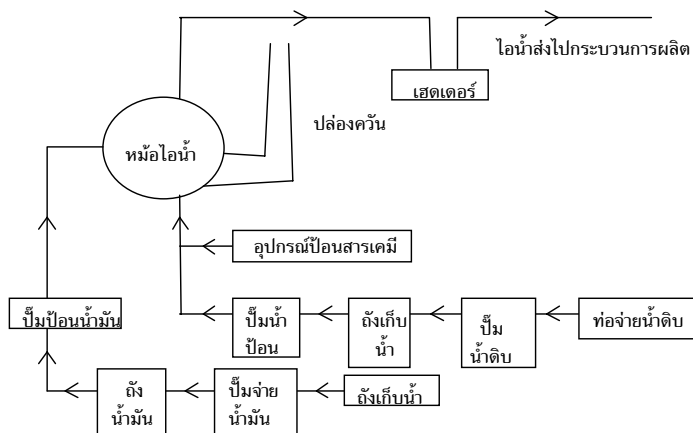 ไอน้ำส่งไปกระบวนการผลิต
เฮดเดอร์
ปล่องควัน
หม้อไอน้ำ
อุปกรณ์ป้อนสารเคมี
ปั๊มป้อนน้ำมัน
ปั๊มน้ำ
ป้อน
ถังเก็บ
น้ำ
ปั๊ม
น้ำดิบ
ท่อจ่ายน้ำดิบ
ถัง
น้ำมัน
ปั๊มจ่าย
น้ำมัน
ถังเก็บน้ำ